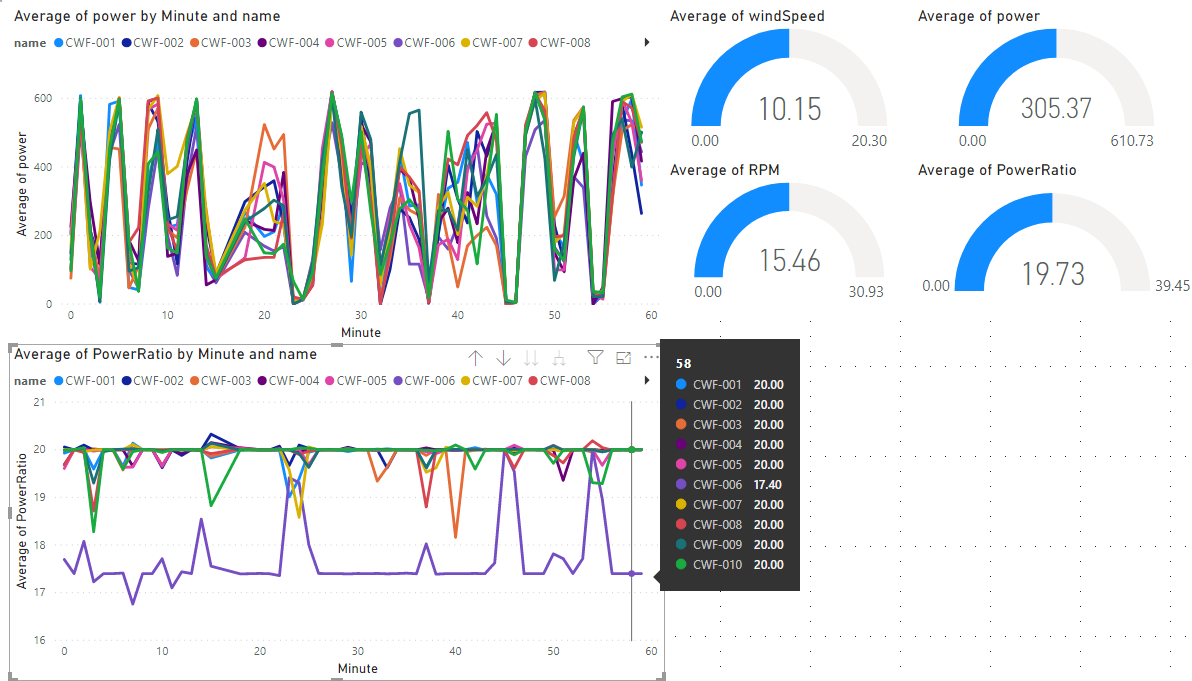 Average of power by Minute and name
name CWF-001 CWF-002 CWF-003 CWF-004 CWF-005 CWF-006 CWF-007 CWF-008
600
400
200
0
Average of power
0 10 20 30 40 50 60
Minute
Average of windSpeed
10.15
0.00 20.30
Average of power
305.37
0.00 610.73
Average of RPM
15.46
0.00 30.93
Average of PowerRatio
19.73
0.00 39.45
Average of PowerRatio by Minute and name
name CWF-001 CWF-002 CWF-003 CWF-004 CWF-005 CWF-006 CWF-007 CWF-008
21
20
19
18
17
16
Average of PowerRatio
0 10 20 30 40 50 60
Minute
58
CWF-001 20.00
CWF-002 20.00
CWF-003 20.00
CWF-004 20.00
CWF-005 20.00
CWF-006 17.40
CWF-007 20.00
CWF-008 20.00
CWF-009 20.00
CWF-010 20.00